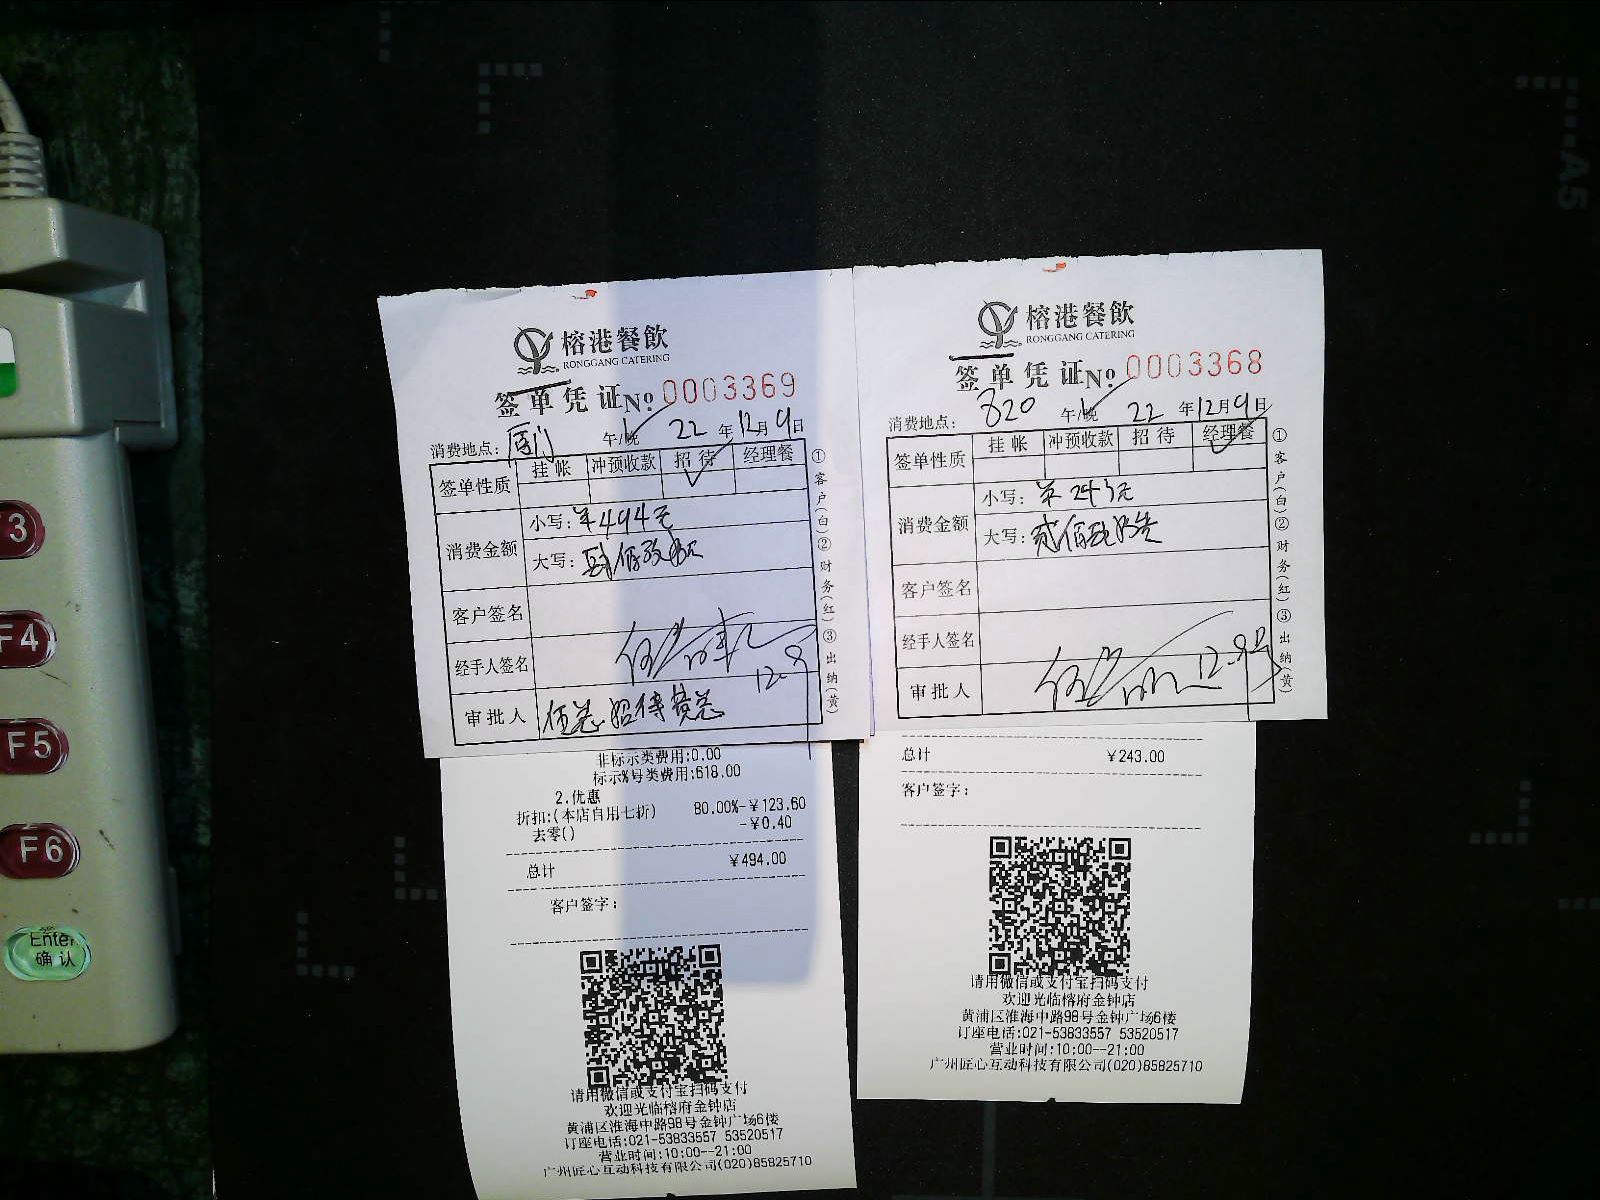 A5
3
F4
F5
F6
Enter
确认
榕港餐飲
RONGGANG CATERING
签单凭证 No. 0003369
消费地点: 厦门 午/晚 22年12月9日
签单性质 挂帐 冲预收款 招待 经理餐
消费金额 小写: ¥494元
大写:
客户签名
经手人签名 12.9
审批人
①客户(白)②财务(红)③出纳(黄)
非标示类费用:0.00
标示%号类费用:618.00
2.优惠
折扣:(本店自用七折) 80.00%-¥123.60
去零() -¥0.40
总计 ¥494.00
客户签字:
请用微信或支付宝扫码支付
欢迎光临榕府金钟店
黄浦区淮海中路98号金钟广场6楼
订座电话:021-53833557 53520517
营业时间:10:00--21:00
广州匠心互动科技有限公司(020)85825710
榕港餐飲
RONGGANG CATERING
签单凭证 No. 0003368
消费地点: 820 午/晚 22年12月9日
签单性质 挂帐 冲预收款 招待 经理餐
消费金额 小写: ¥243元
大写:
客户签名
经手人签名
审批人 12.9
①客户(白)②财务(红)③出纳(黄)
总计 ¥243.00
客户签字:
请用微信或支付宝扫码支付
欢迎光临榕府金钟店
黄浦区淮海中路98号金钟广场6楼
订座电话:021-53833557 53520517
营业时间:10:00--21:00
广州匠心互动科技有限公司(020)85825710